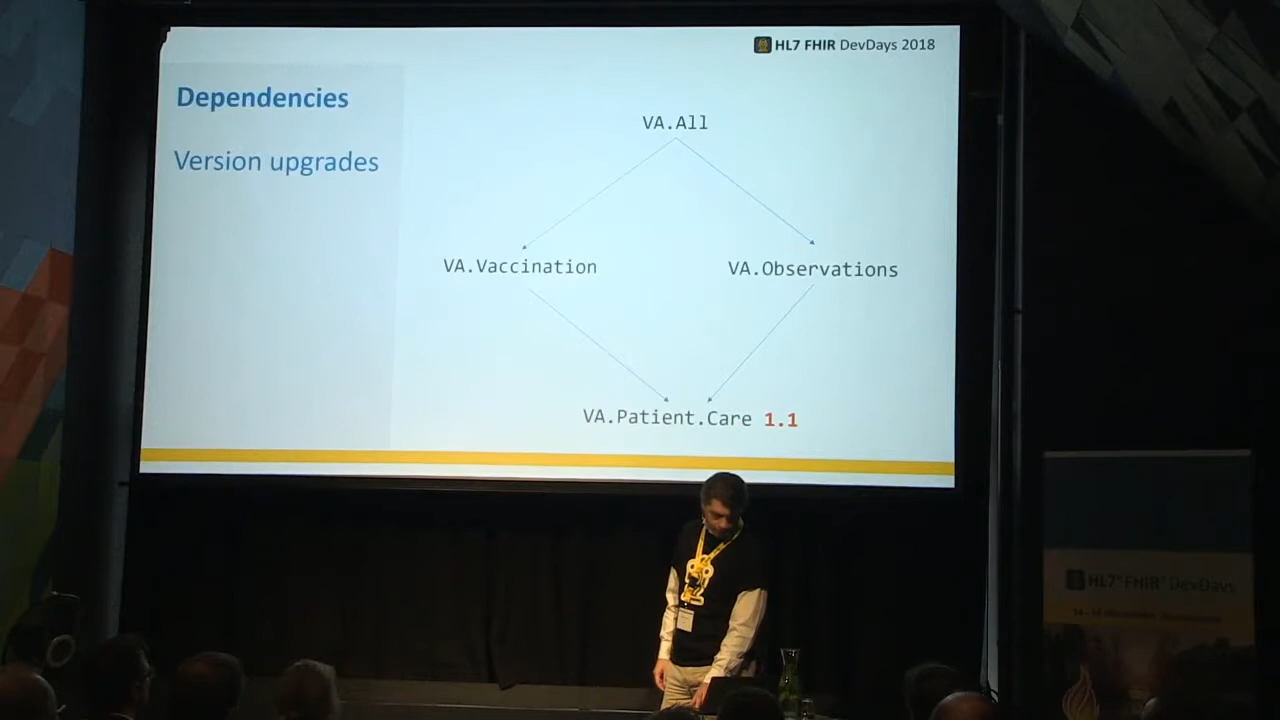 HL7 FHIR DevDays 2018
Dependencies
Version upgrades
VA.All
VA.Vaccination
VA.Observations
VA.Patient.Care 1.1
HL7 FHIR DevDays